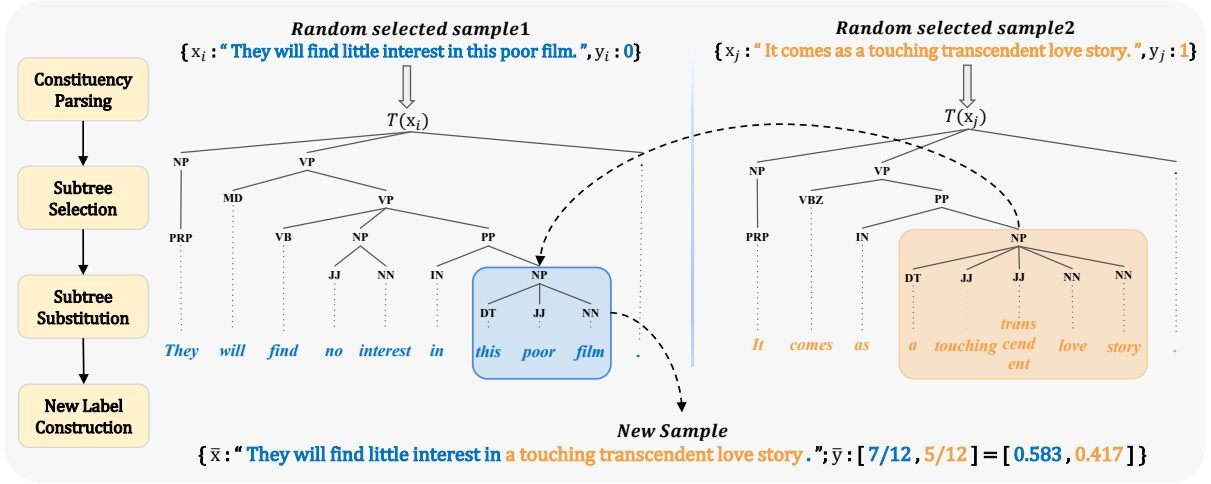 Random selected sample1
{ xᵢ : “ They will find little interest in this poor film. ”, yᵢ : 0}
Random selected sample2
{ xⱼ : “ It comes as a touching transcendent love story. ”, yⱼ : 1}
Constituency
Parsing
Subtree
Selection
Subtree
Substitution
New Label
Construction
T(xᵢ)
NP VP .
MD VP
PRP VB NP PP
JJ NN IN NP
DT JJ NN
They will find no interest in this poor film .
T(xⱼ)
NP VP .
VBZ PP
PRP IN NP
DT JJ JJ NN NN
It comes as a touching trans
cend
ent love story .
New Sample
{ x̄ : “ They will find little interest in a touching transcendent love story . ”; ȳ : [ 7/12 , 5/12 ] = [ 0.583 , 0.417 ] }